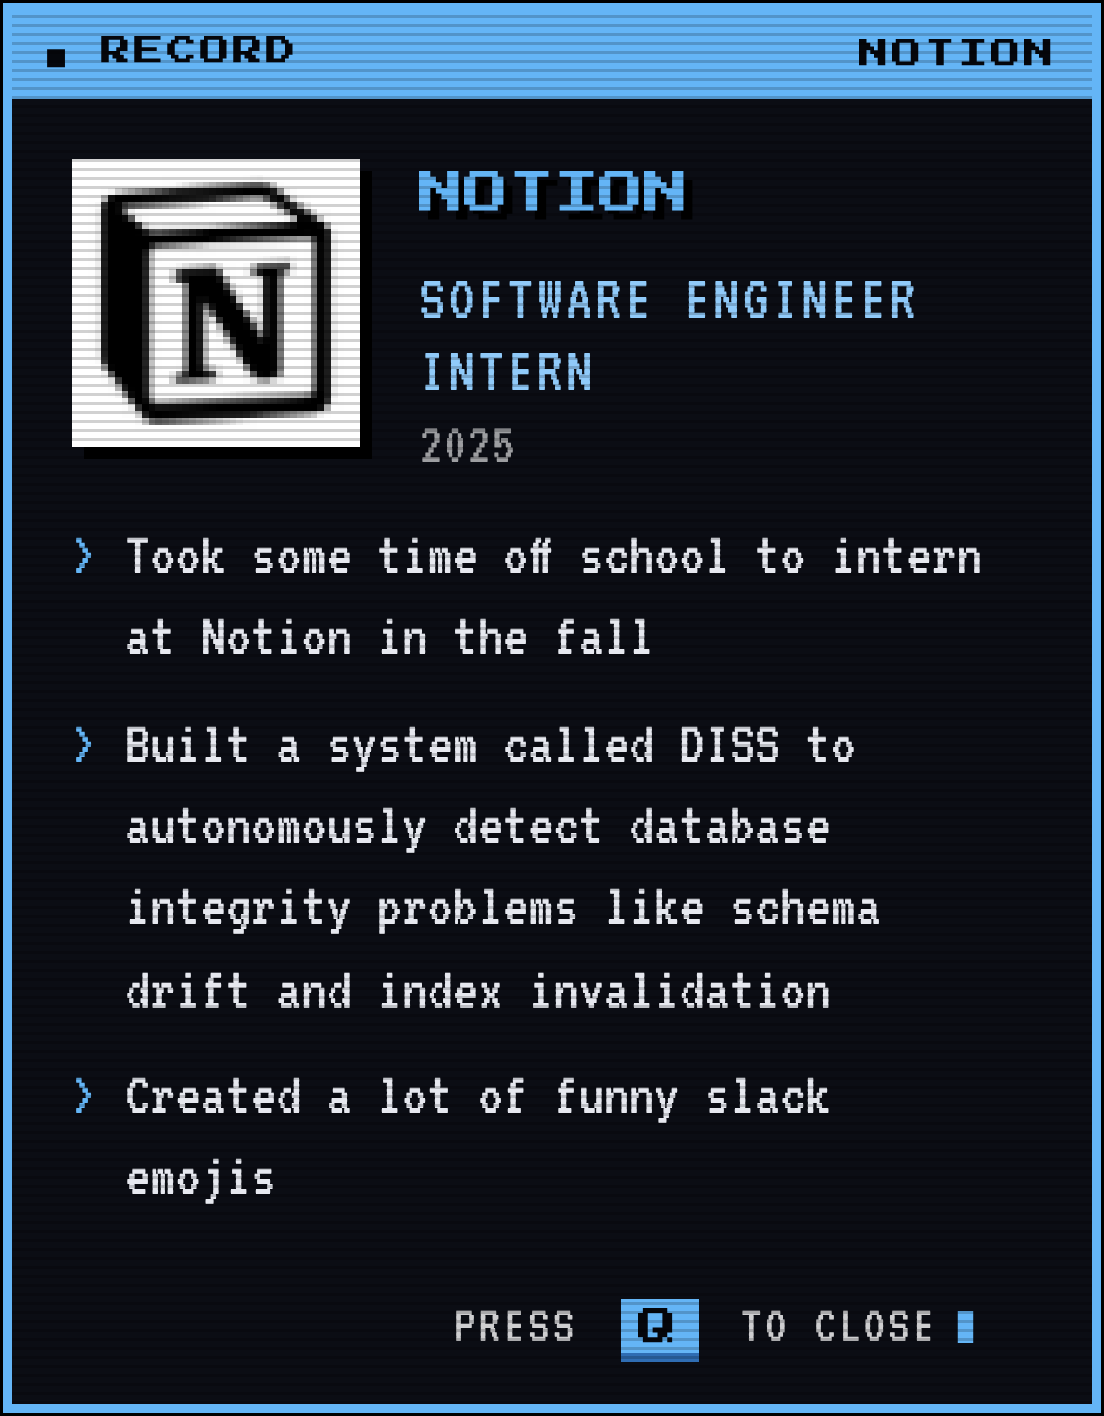 RECORD NOTION
N
NOTION
SOFTWARE ENGINEER
INTERN
2025
› Took some time off school to intern
at Notion in the fall
› Built a system called DISS to
autonomously detect database
integrity problems like schema
drift and index invalidation
› Created a lot of funny slack
emojis
PRESS Q TO CLOSE